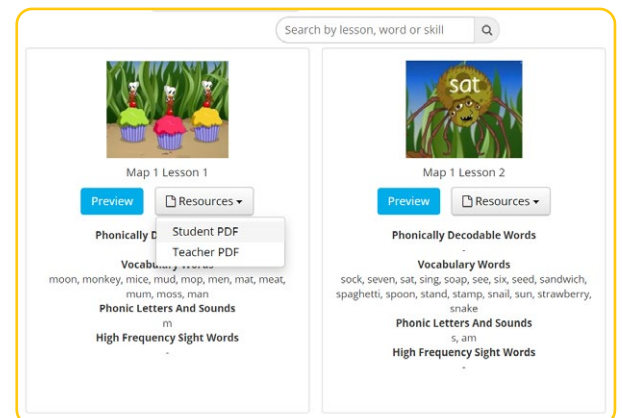 Search by lesson, word or skill
Map 1 Lesson 1
Preview
Resources
Student PDF
Teacher PDF
Phonically D
Vocabulary Words
moon, monkey, mice, mud, mop, men, mat, meat,
mum, moss, man
Phonic Letters And Sounds
m
High Frequency Sight Words
-
sat
Map 1 Lesson 2
Preview
Resources
Phonically Decodable Words
-
Vocabulary Words
sock, seven, sat, sing, soap, see, six, seed, sandwich,
spaghetti, spoon, stand, stamp, snail, sun, strawberry,
snake
Phonic Letters And Sounds
s, am
High Frequency Sight Words
-